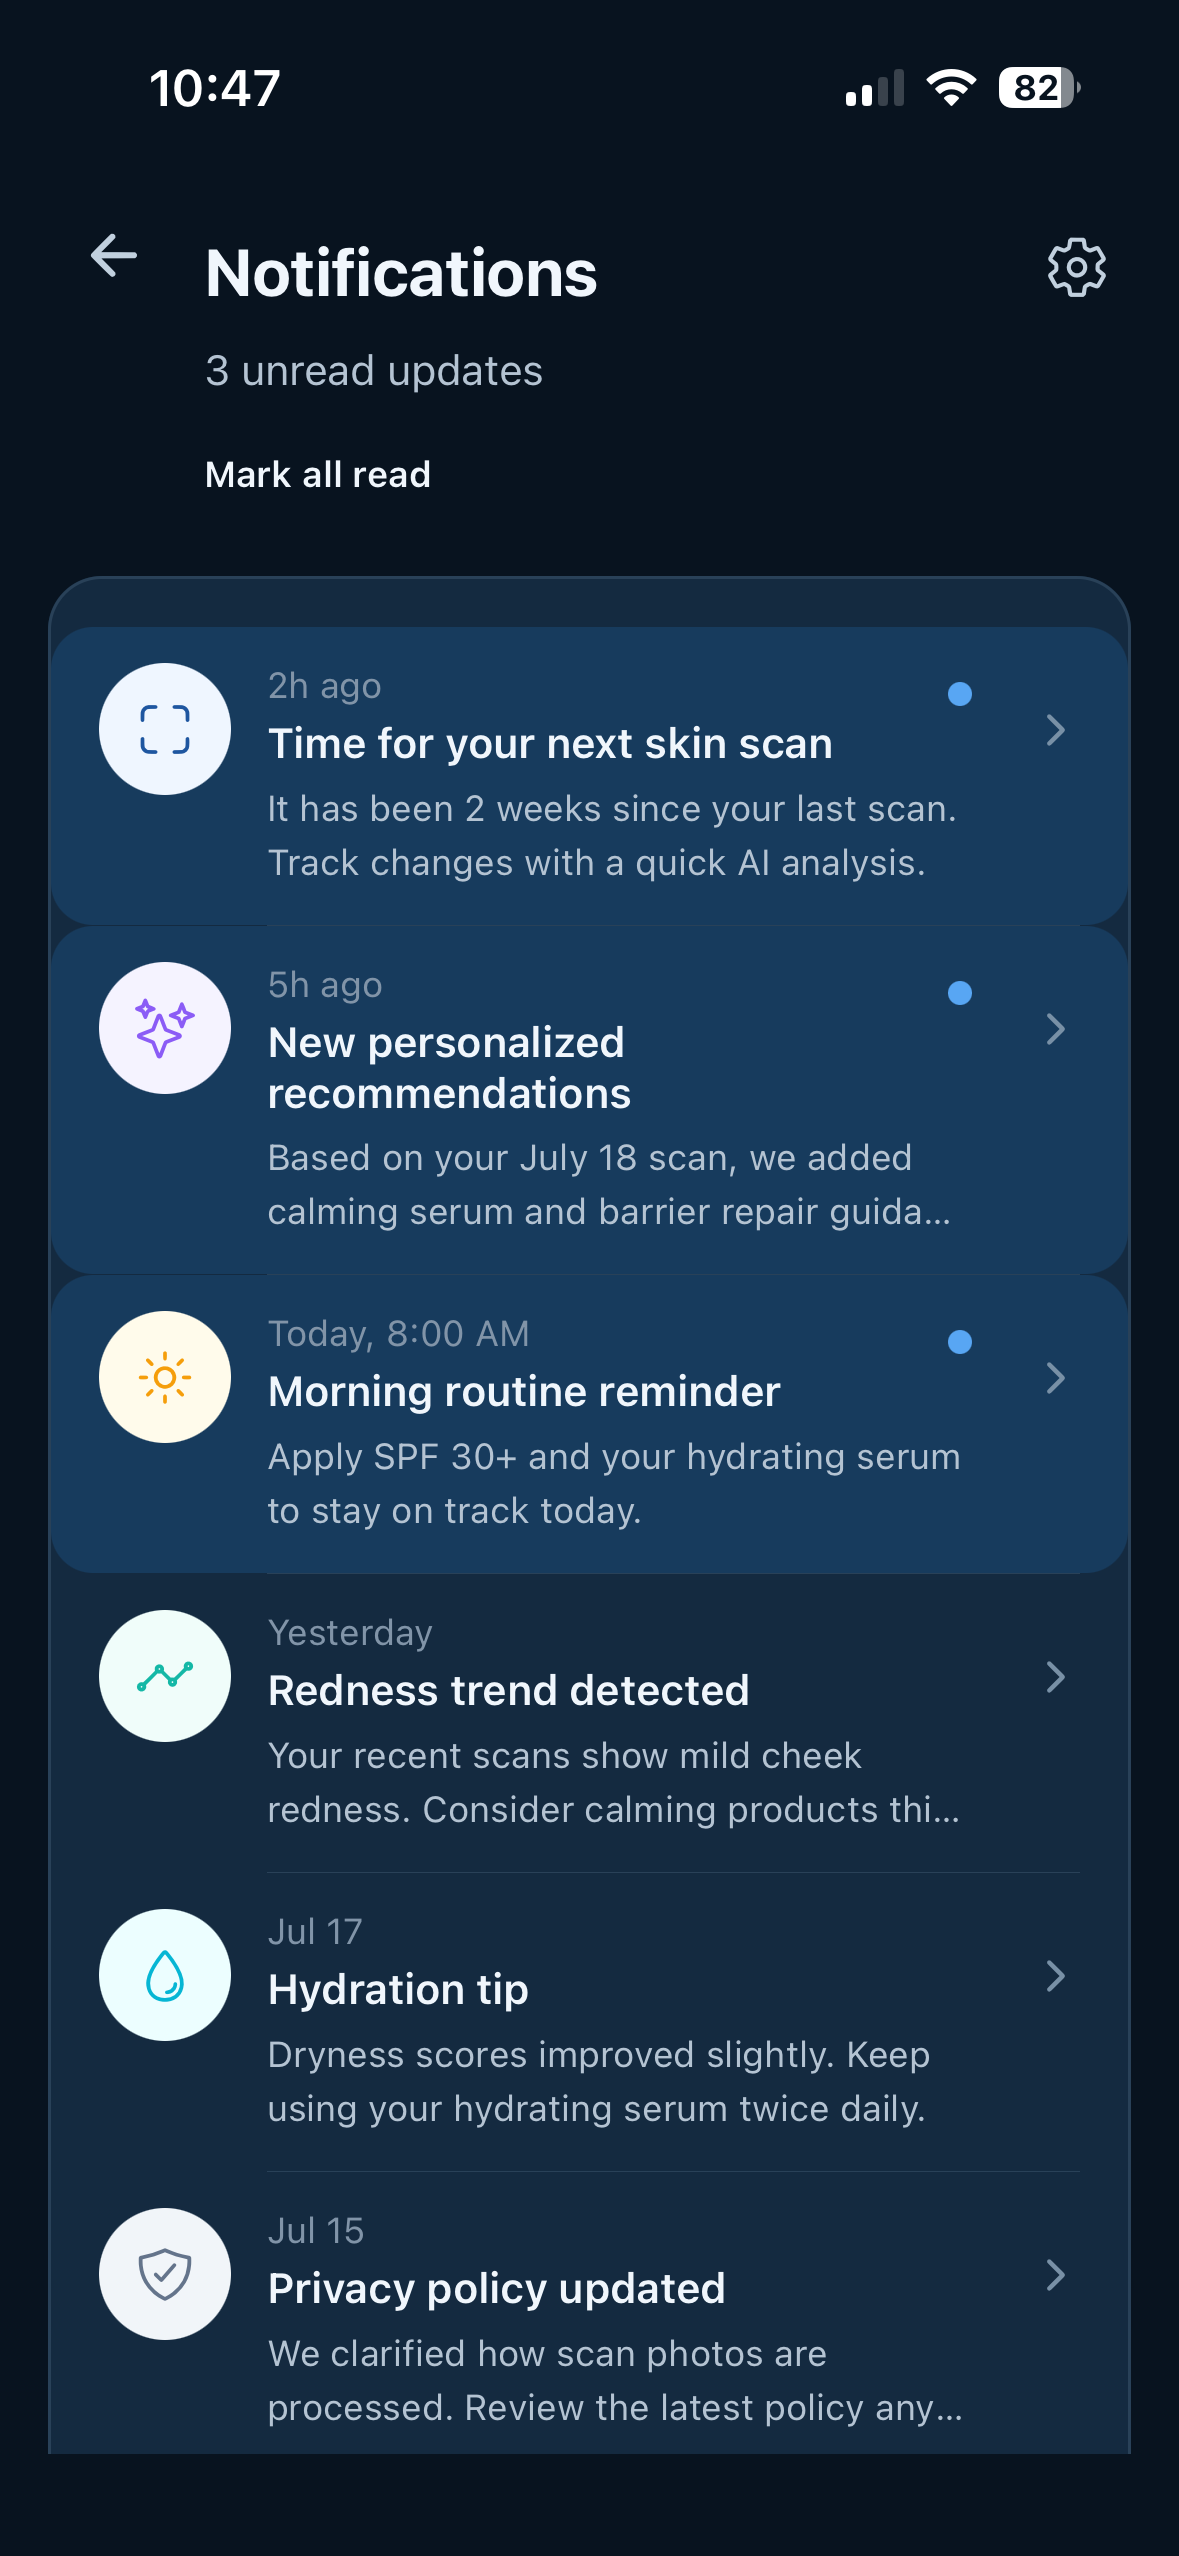 10:47
82
Notifications
3 unread updates
Mark all read
2h ago
Time for your next skin scan
It has been 2 weeks since your last scan.
Track changes with a quick AI analysis.
5h ago
New personalized
recommendations
Based on your July 18 scan, we added
calming serum and barrier repair guida...
Today, 8:00 AM
Morning routine reminder
Apply SPF 30+ and your hydrating serum
to stay on track today.
Yesterday
Redness trend detected
Your recent scans show mild cheek
redness. Consider calming products thi...
Jul 17
Hydration tip
Dryness scores improved slightly. Keep
using your hydrating serum twice daily.
Jul 15
Privacy policy updated
We clarified how scan photos are
processed. Review the latest policy any...